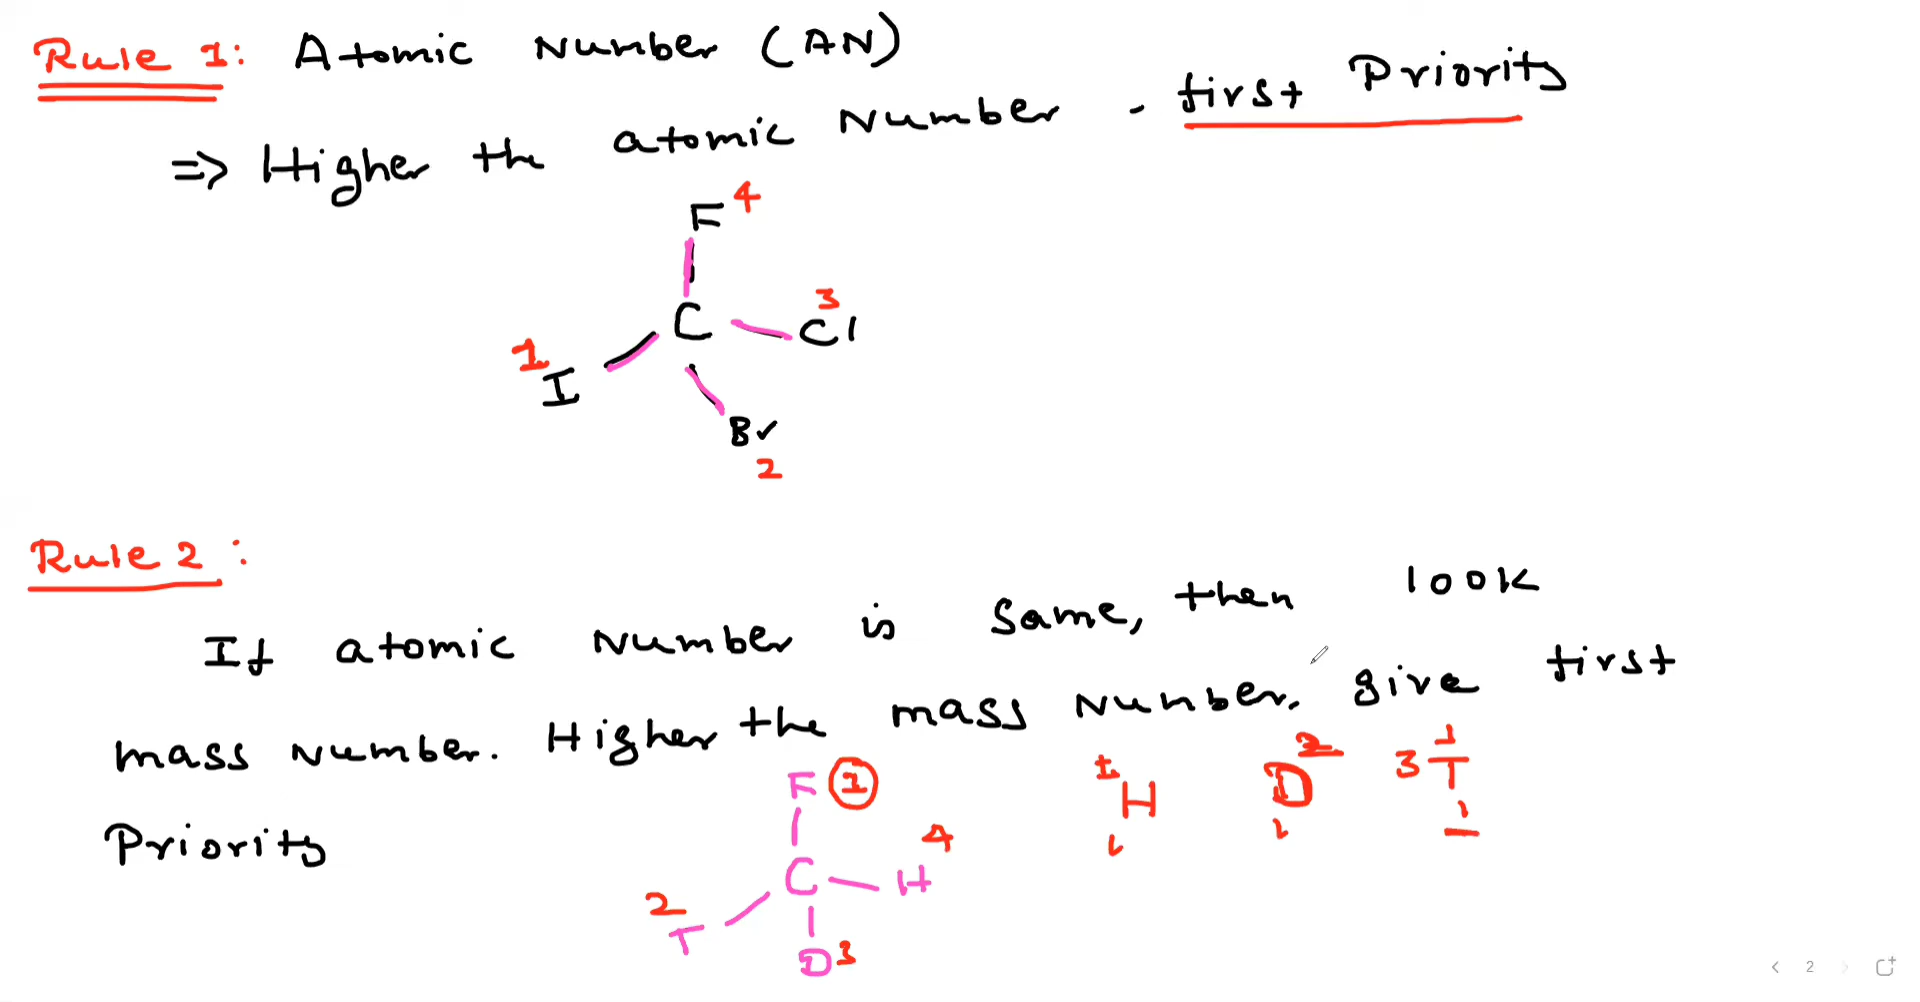 Rule 1: Atomic Number (AN)
=> Higher the atomic Number - first Priority
F 4
C
3 Cl
1 I
Br
2
Rule 2 :
If atomic Number is same, then look
mass Number. Higher the mass Number. give first
Priority
F 1
C
H 4
2 T
D 3
1 H 1
D 2 1
3 T 1
2